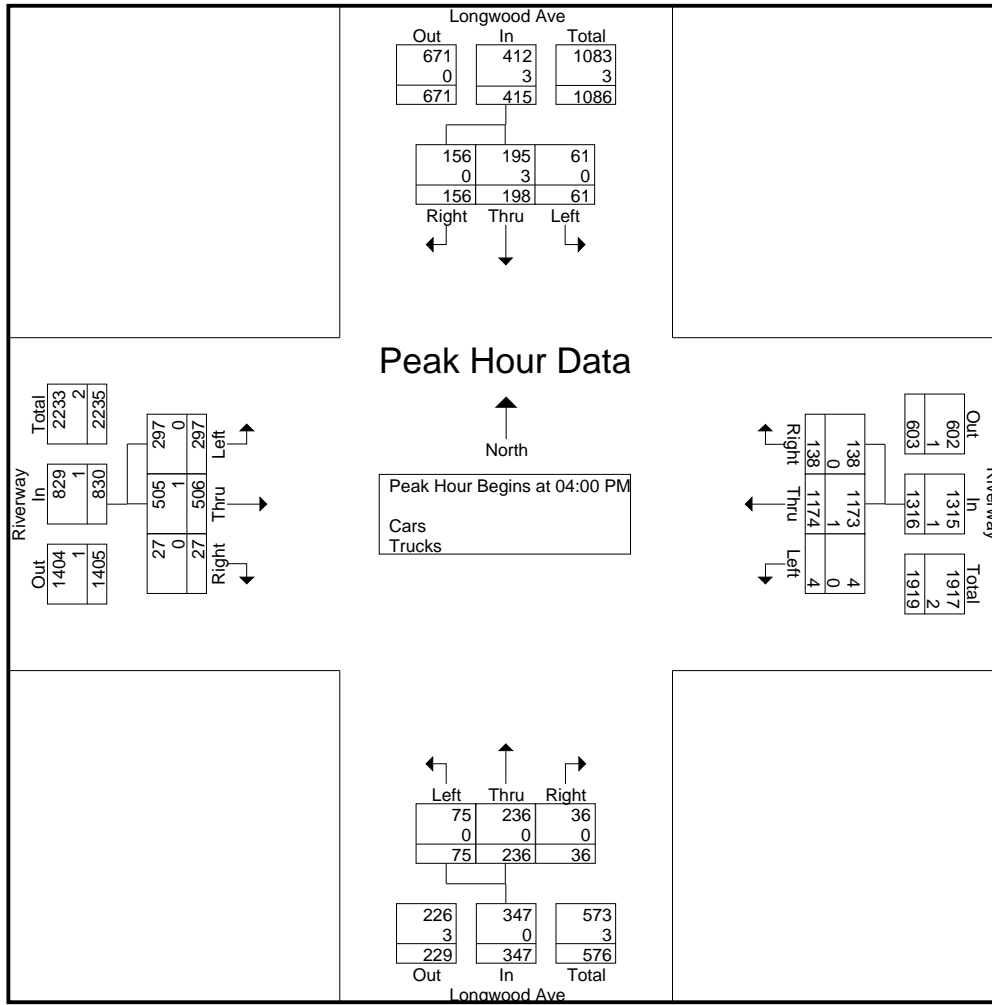 Longwood Ave
Out In Total
671 412 1083
0 3 3
671 415 1086
156 195 61
0 3 0
156 198 61
Right Thru Left
Peak Hour Data
North
Peak Hour Begins at 04:00 PM
Cars
Trucks
Riverway
Out In Total
1404 829 2233
1 1 2
1405 830 2235
27 505 297
0 1 0
27 506 297
Right Thru Left
Riverway
Out In Total
602 1315 1917
1 1 2
603 1316 1919
138 1173 4
0 1 0
138 1174 4
Right Thru Left
Left Thru Right
75 236 36
0 0 0
75 236 36
226 347 573
3 0 3
229 347 576
Out In Total
Longwood Ave